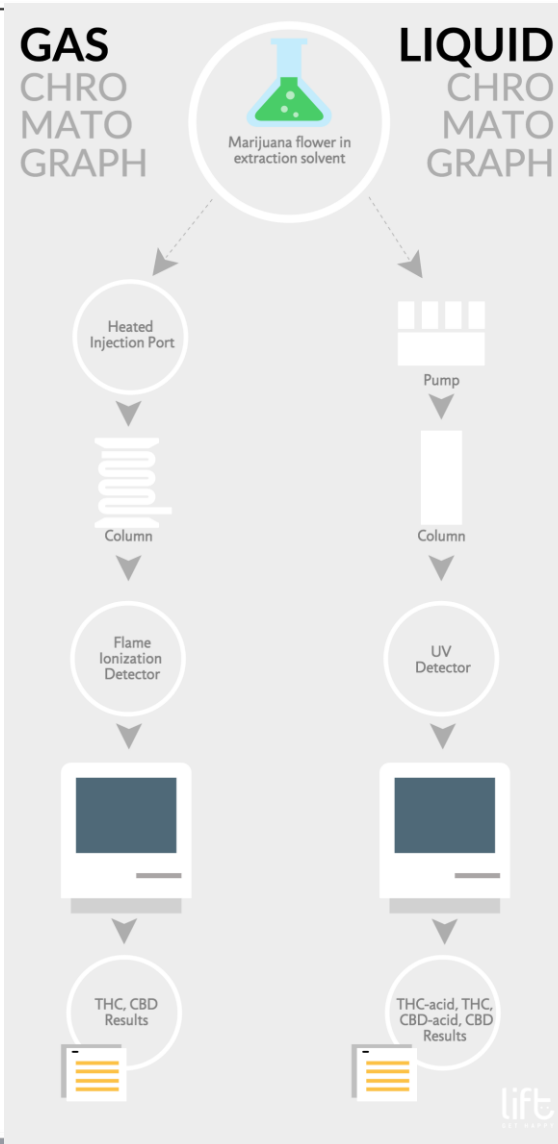 GAS
CHRO
MATO
GRAPH
LIQUID
CHRO
MATO
GRAPH
Marijuana flower in
extraction solvent
Heated
Injection Port
Column
Flame
Ionization
Detector
THC, CBD
Results
Pump
Column
UV
Detector
THC-acid, THC,
CBD-acid, CBD
Results
lift